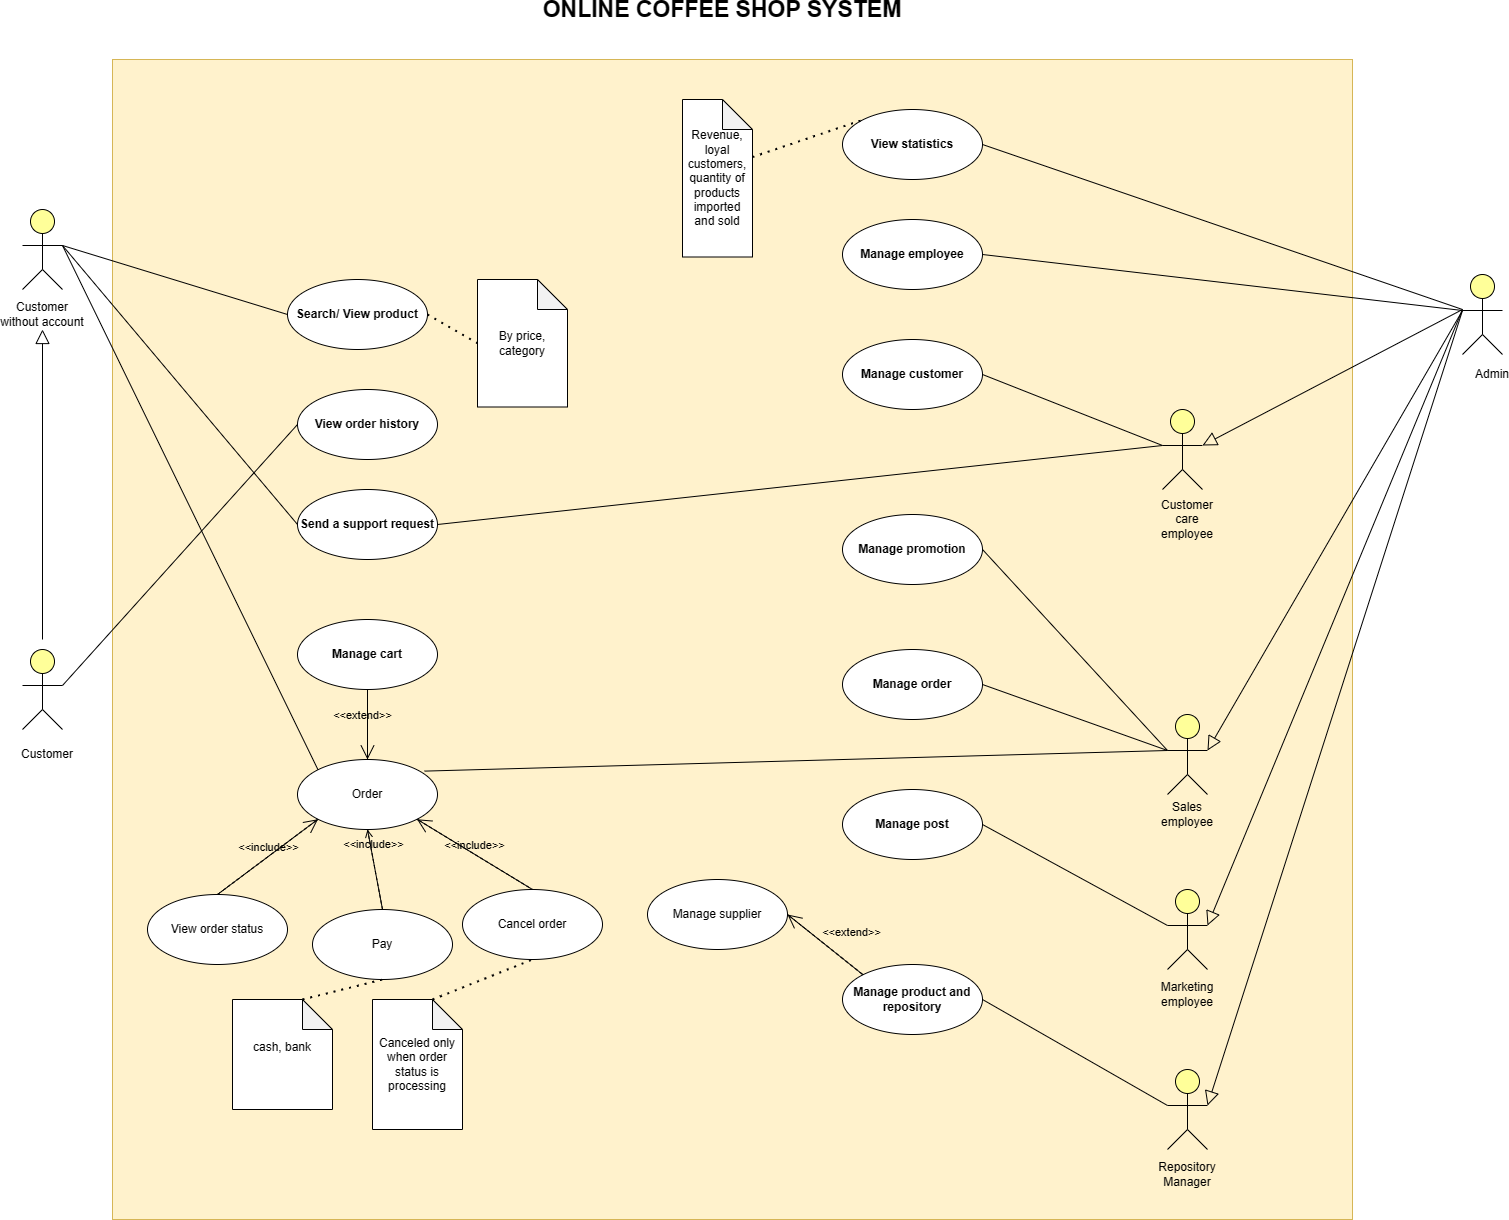 ONLINE COFFEE SHOP SYSTEM
Revenue,
loyal
customers,
quantity of
products
imported
and sold
View statistics
Manage employee
Customer
without account
Search/ View product
By price,
category
Manage customer
Admin
View order history
Customer
care
employee
Send a support request
Manage promotion
Manage cart
Manage order
<<extend>>
Customer
Order
Sales
employee
<<include>>
<<include>>
<<include>>
Manage post
View order status
Pay
Cancel order
Manage supplier
<<extend>>
Manage product and
repository
Marketing
employee
cash, bank
Canceled only
when order
status is
processing
Repository
Manager